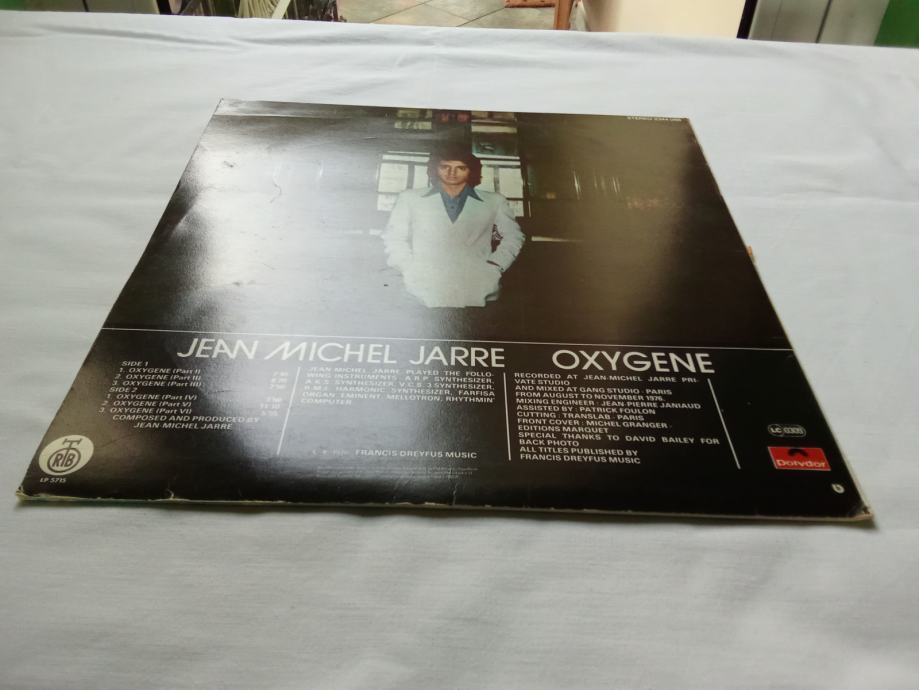 STEREO 2344 068
JEAN MICHEL JARRE OXYGENE
SIDE 1
1. OXYGENE (Part I)
2. OXYGENE (Part II)
3. OXYGENE (Part III)
SIDE 2
1. OXYGENE (Part IV)
2. OXYGENE (Part V)
3. OXYGENE (Part VI)
COMPOSED AND PRODUCED BY
JEAN-MICHEL JARRE
JEAN MICHEL JARRE PLAYED THE FOLLO-
WING INSTRUMENTS A.R.P. SYNTHESIZER,
A.K.S. SYNTHESIZER, V.C.S. 3 SYNTHESIZER,
R.M.I. HARMONIC SYNTHESIZER, FARFISA
ORGAN, EMINENT, MELLOTRON, RHYTHMIN'
COMPUTER
FRANCIS DREYFUS MUSIC
RECORDED AT JEAN-MICHEL JARRE PRI-
VATE STUDIO
AND MIXED AT GANG STUDIO - PARIS
FROM AUGUST TO NOVEMBER 1976.
MIXING ENGINEER : JEAN-PIERRE JANIAUD
ASSISTED BY : PATRICK FOULON
CUTTING : TRANSLAB - PARIS
FRONT COVER : MICHEL GRANGER -
EDITIONS MARQUET
SPECIAL THANKS TO DAVID BAILEY FOR
BACK PHOTO
ALL TITLES PUBLISHED BY
FRANCIS DREYFUS MUSIC
RTB
LP 5715
LC 0309
Polydor